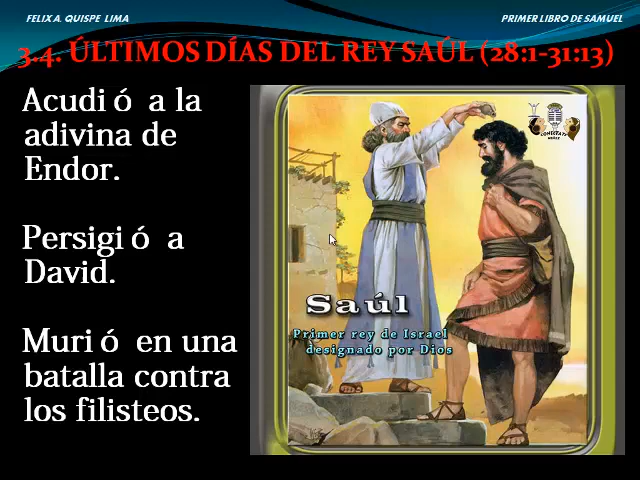 FELIX A. QUISPE LIMA
PRIMER LIBRO DE SAMUEL
3.4. ÚLTIMOS DÍAS DEL REY SAÚL (28:1-31:13)
Acudi ó a la
adivina de
Endor.
Persigi ó a
David.
Muri ó en una
batalla contra
los filisteos.
Saúl
Primer rey de Israel
designado por Dios